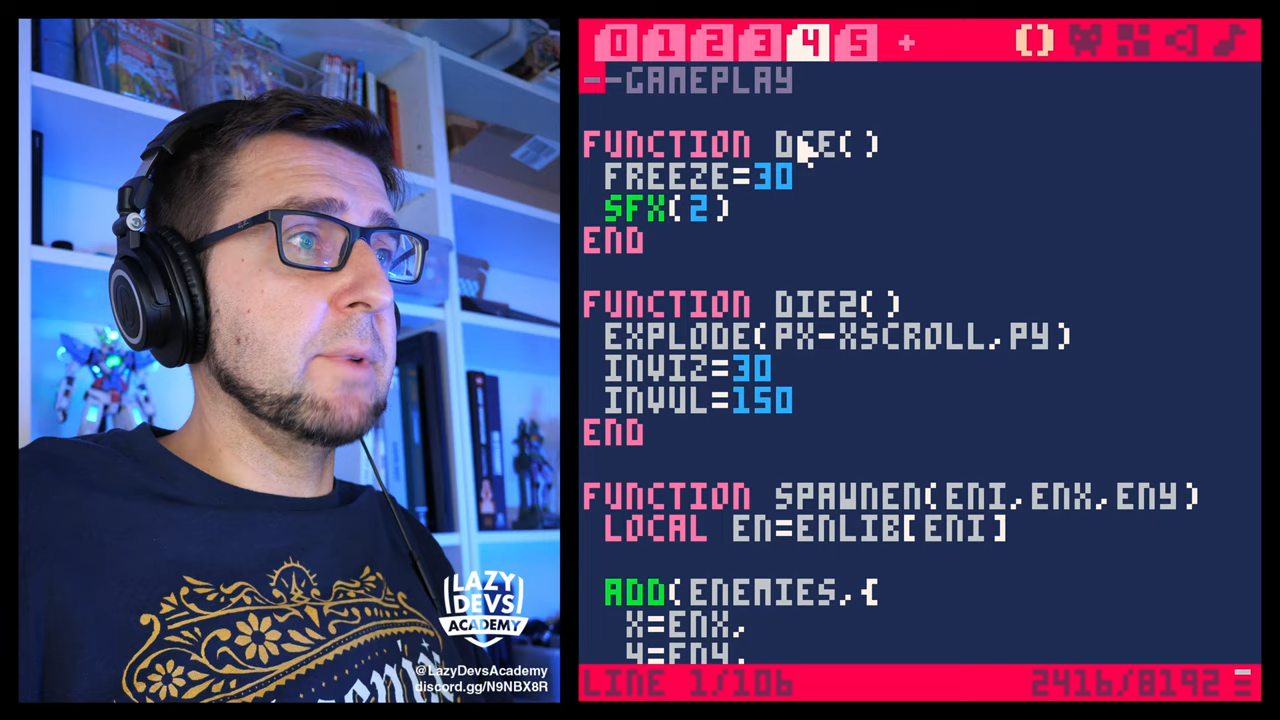 0 1 2 3 4 5 + ()
--GAMEPLAY
FUNCTION DIE()
FREEZE=30
SFX(2)
END
FUNCTION DIE2()
EXPLODE(PX-XSCROLL,PY)
INVIZ=30
INVUL=150
END
FUNCTION SPAWNEN(ENI,ENX,ENY)
LOCAL EN=ENLIB[ENI]
ADD(ENEMIES,{
X=ENX,
Y=ENY,
LINE 1/106 2416/8192
LAZY
DEVS
ACADEMY
@LazyDevsAcademy
discord.gg/N9NBX8R